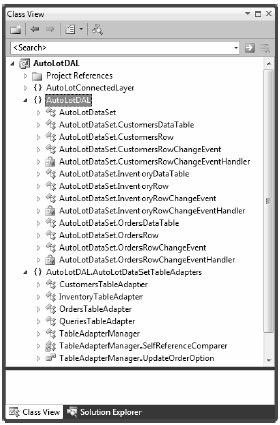 Class View
<Search>
AutoLotDAL
Project References
AutoLotConnectedLayer
AutoLotDAL
AutoLotDataSet
AutoLotDataSet.CustomersDataTable
AutoLotDataSet.CustomersRow
AutoLotDataSet.CustomersRowChangeEvent
AutoLotDataSet.CustomersRowChangeEventHandler
AutoLotDataSet.InventoryDataTable
AutoLotDataSet.InventoryRow
AutoLotDataSet.InventoryRowChangeEvent
AutoLotDataSet.InventoryRowChangeEventHandler
AutoLotDataSet.OrdersDataTable
AutoLotDataSet.OrdersRow
AutoLotDataSet.OrdersRowChangeEvent
AutoLotDataSet.OrdersRowChangeEventHandler
AutoLotDAL.AutoLotDataSetTableAdapters
CustomersTableAdapter
InventoryTableAdapter
OrdersTableAdapter
QueriesTableAdapter
TableAdapterManager
TableAdapterManager.SelfReferenceComparer
TableAdapterManager.UpdateOrderOption
Class View Solution Explorer